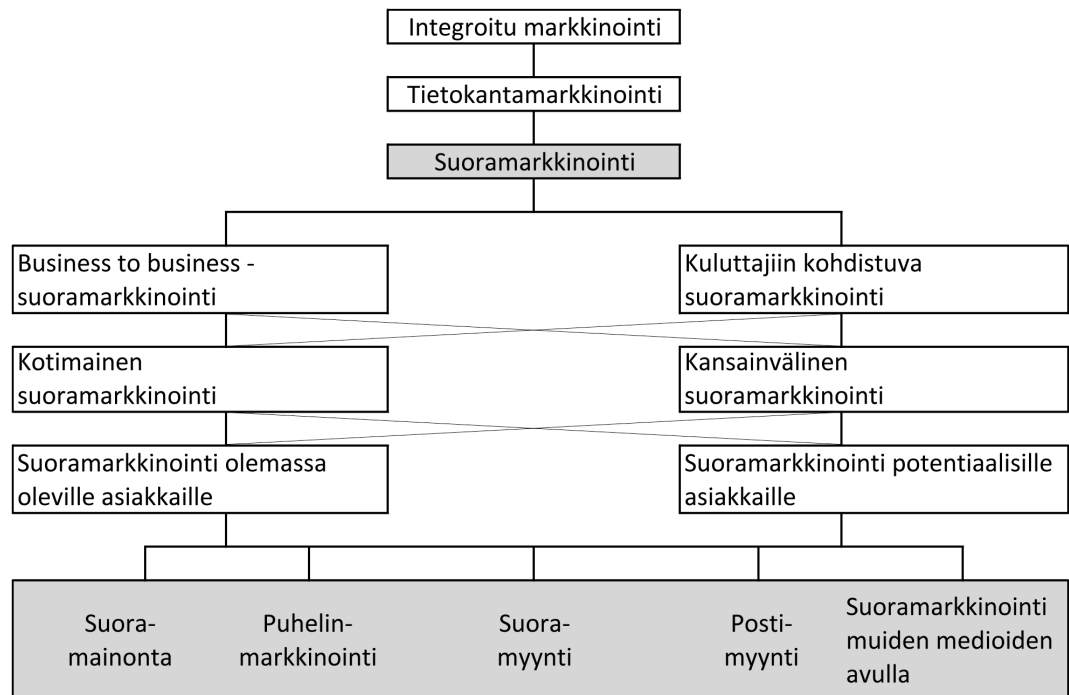 Integroitu markkinointi
Tietokantamarkkinointi
Suoramarkkinointi
Business to business -
suoramarkkinointi
Kuluttajiin kohdistuva
suoramarkkinointi
Kotimainen
suoramarkkinointi
Kansainvälinen
suoramarkkinointi
Suoramarkkinointi olemassa
oleville asiakkaille
Suoramarkkinointi potentiaalisille
asiakkaille
Suora-
mainonta
Puhelin-
markkinointi
Suora-
myynti
Posti-
myynti
Suoramarkkinointi
muiden medioiden
avulla